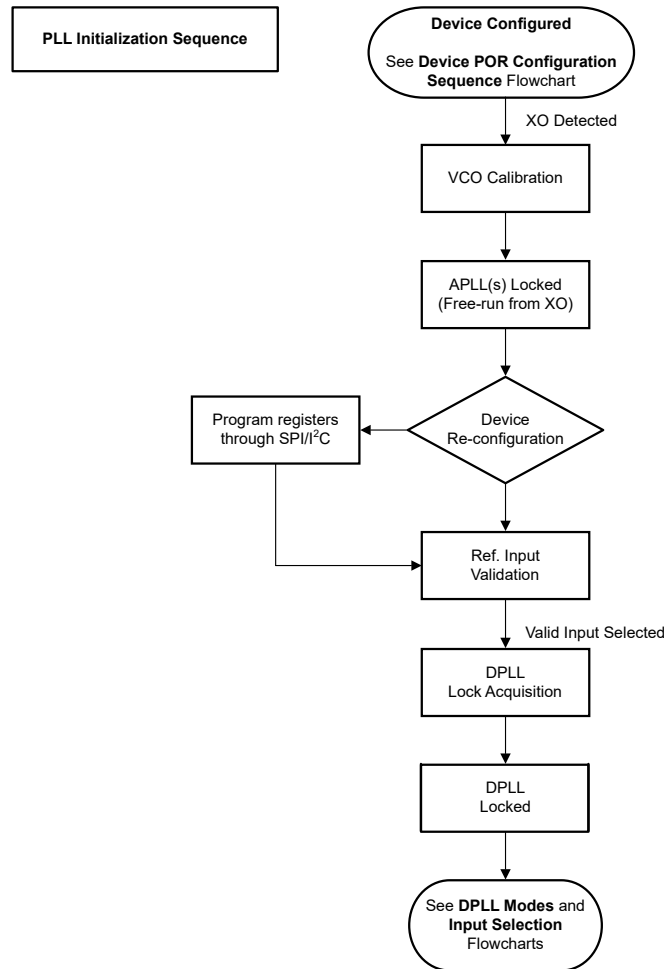 PLL Initialization Sequence
Device Configured
See Device POR Configuration
Sequence Flowchart
XO Detected
VCO Calibration
APLL(s) Locked
(Free-run from XO)
Device
Re-configuration
Program registers
through SPI/I²C
Ref. Input
Validation
Valid Input Selected
DPLL
Lock Acquisition
DPLL
Locked
See DPLL Modes and
Input Selection
Flowcharts